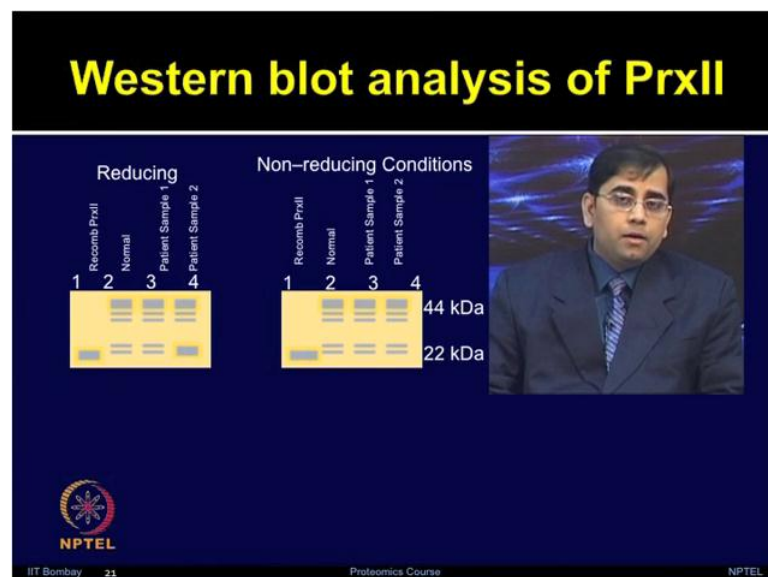 Western blot analysis of PrxII
Reducing
Non–reducing Conditions
Recomb PrxII
Normal
Patient Sample 1
Patient Sample 2
Recomb PrxII
Normal
Patient Sample 1
Patient Sample 2
1 2 3 4
1 2 3 4
44 kDa
22 kDa
NPTEL
IIT Bombay 21 Proteomics Course NPTEL